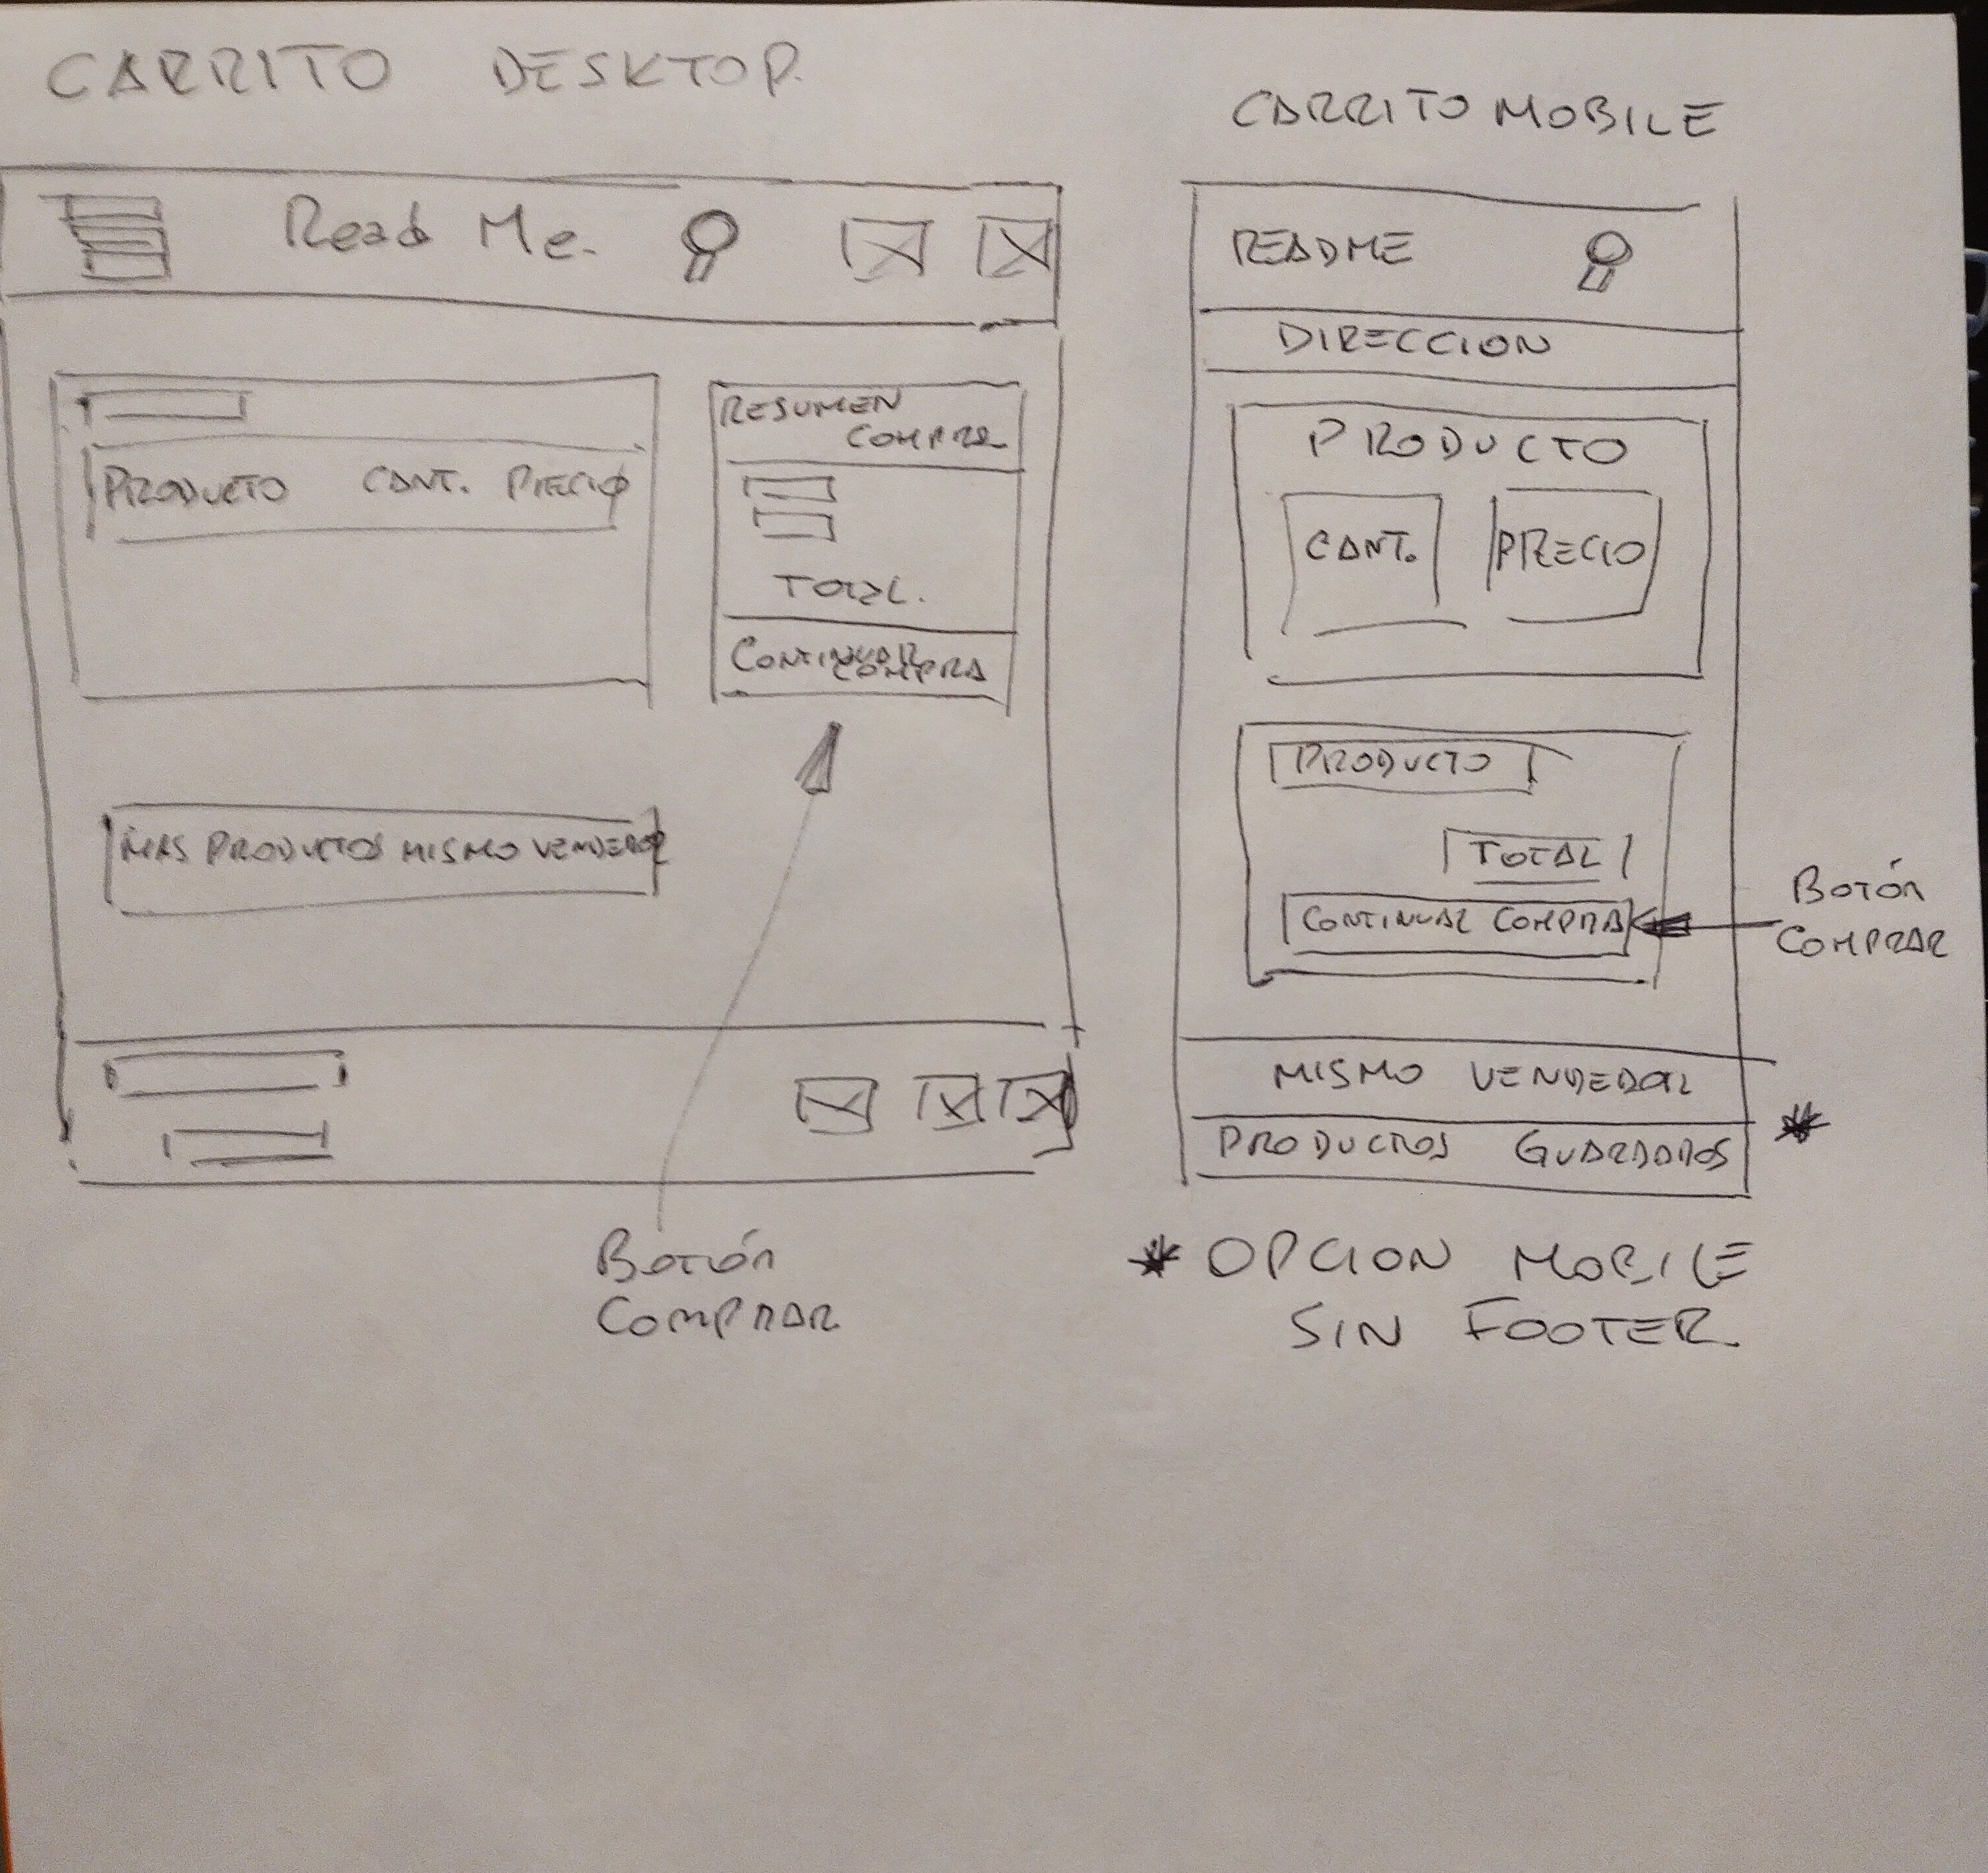 CARRITO DESKTOP.
Read Me.
PRODUCTO CANT. PRECIO
RESUMEN
COMPRA
TOTAL.
CONTINUAR
COMPRA
MAS PRODUCTOS MISMO VENDEDOR
Botón
COMPRAR
CARRITO MOBILE
README
DIRECCION
PRODUCTO
CANT. PRECIO
PRODUCTO
TOTAL
CONTINUAR COMPRA
Botón
COMPRAR
MISMO VENDEDOR
PRODUCTOS GUARDADOS *
* OPCION MOBILE
SIN FOOTER.